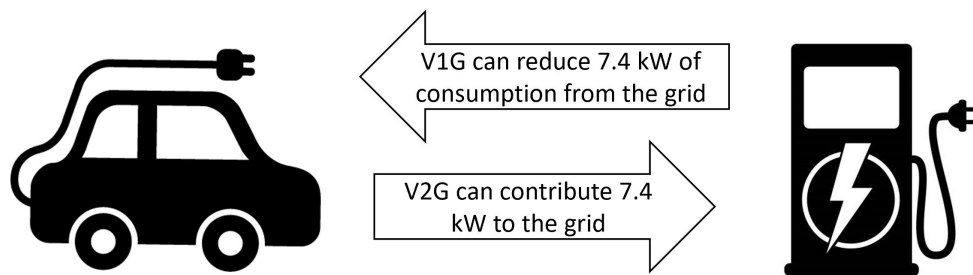 V1G can reduce 7.4 kW of
consumption from the grid
V2G can contribute 7.4
kW to the grid